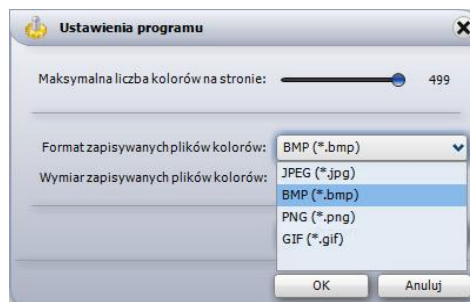 Ustawienia programu
Maksymalna liczba kolorów na stronie: 499
Format zapisywanych plików kolorów: BMP (*.bmp)
Wymiar zapisywanych plików kolorów:
JPEG (*.jpg)
BMP (*.bmp)
PNG (*.png)
GIF (*.gif)
OK Anuluj